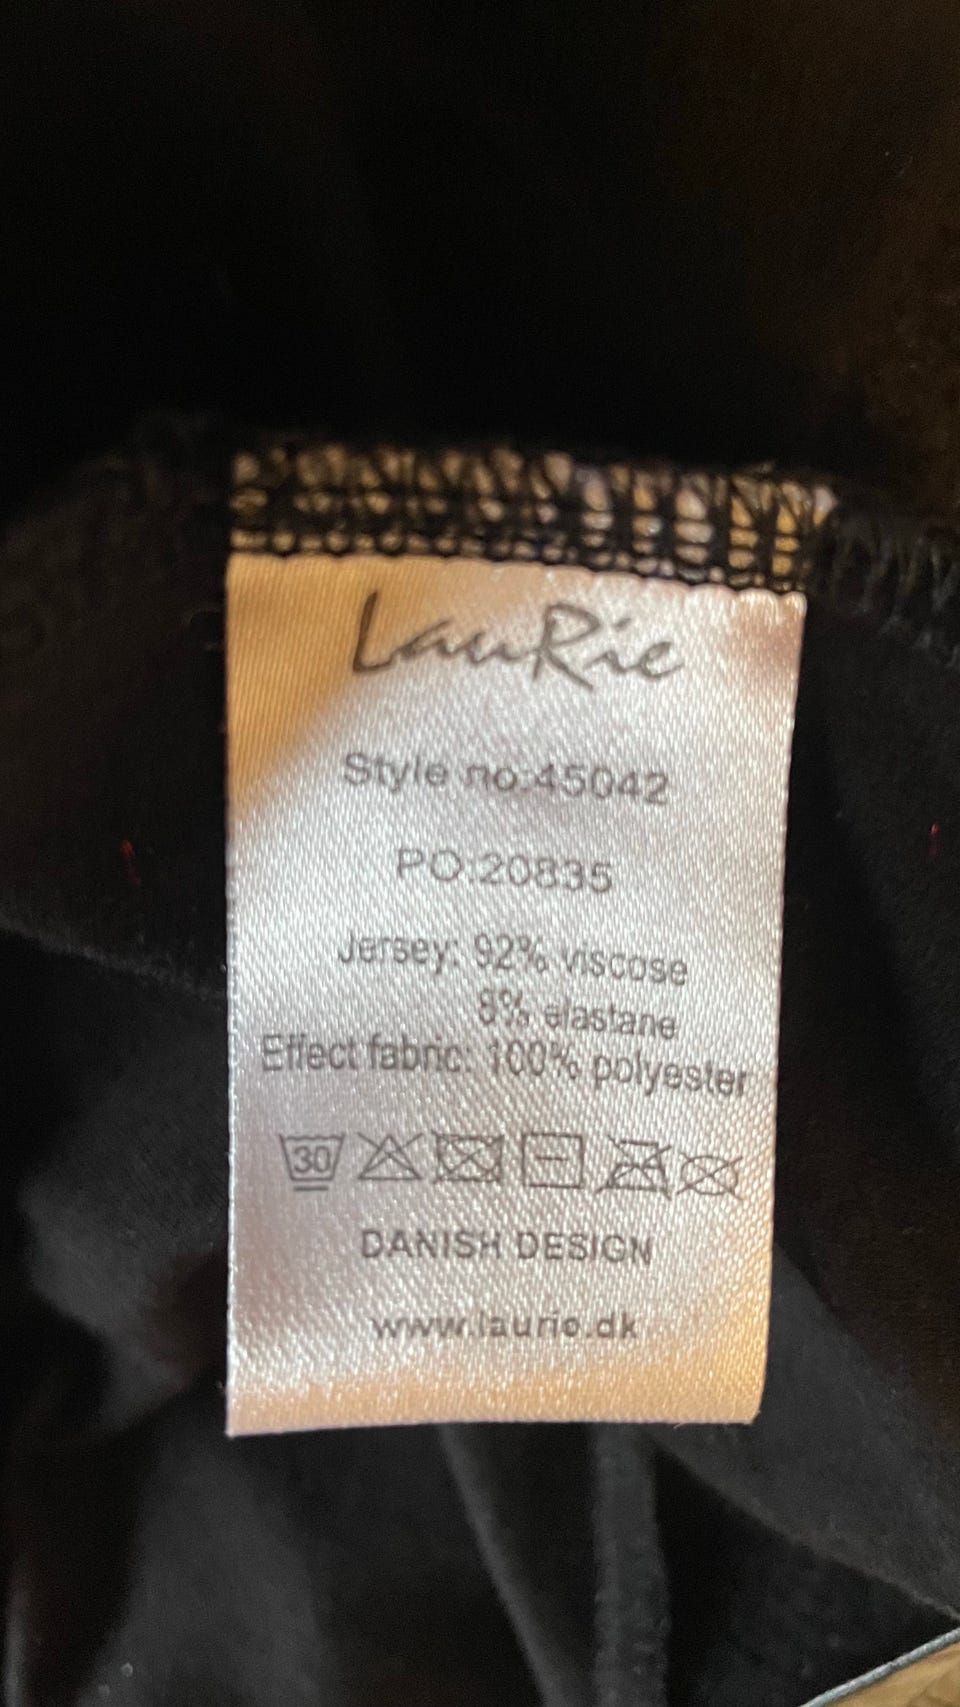 LauRie
Style no:45042
PO:20835
Jersey: 92% viscose
8% elastane
Effect fabric: 100% polyester
30
DANISH DESIGN
www.laurie.dk